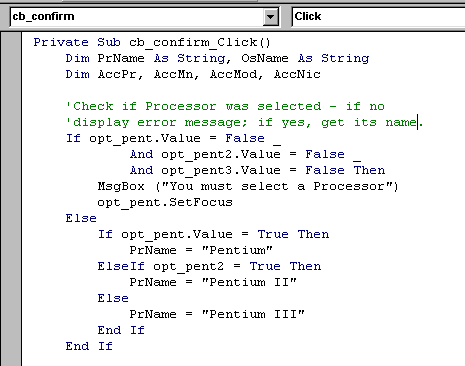 cb_confirm Click
Private Sub cb_confirm_Click()
Dim PrName As String, OsName As String
Dim AccPr, AccMn, AccMod, AccNic
'Check if Processor was selected - if no
'display error message; if yes, get its name.
If opt_pent.Value = False _
And opt_pent2.Value = False _
And opt_pent3.Value = False Then
MsgBox ("You must select a Processor")
opt_pent.SetFocus
Else
If opt_pent.Value = True Then
PrName = "Pentium"
ElseIf opt_pent2 = True Then
PrName = "Pentium II"
Else
PrName = "Pentium III"
End If
End If